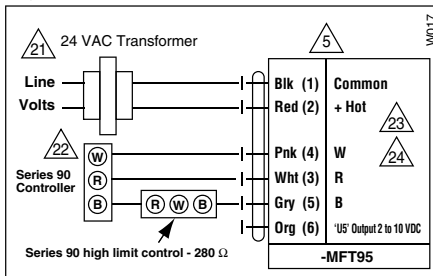 21 24 VAC Transformer
5
W017
Line
Volts
Blk (1) Common
Red (2) + Hot
23
22
24
Series 90
Controller
W
R
B
Pnk (4) W
Wht (3) R
Gry (5) B
R W B
Org (6) 'U5' Output 2 to 10 VDC
Series 90 high limit control - 280 Ω
-MFT95